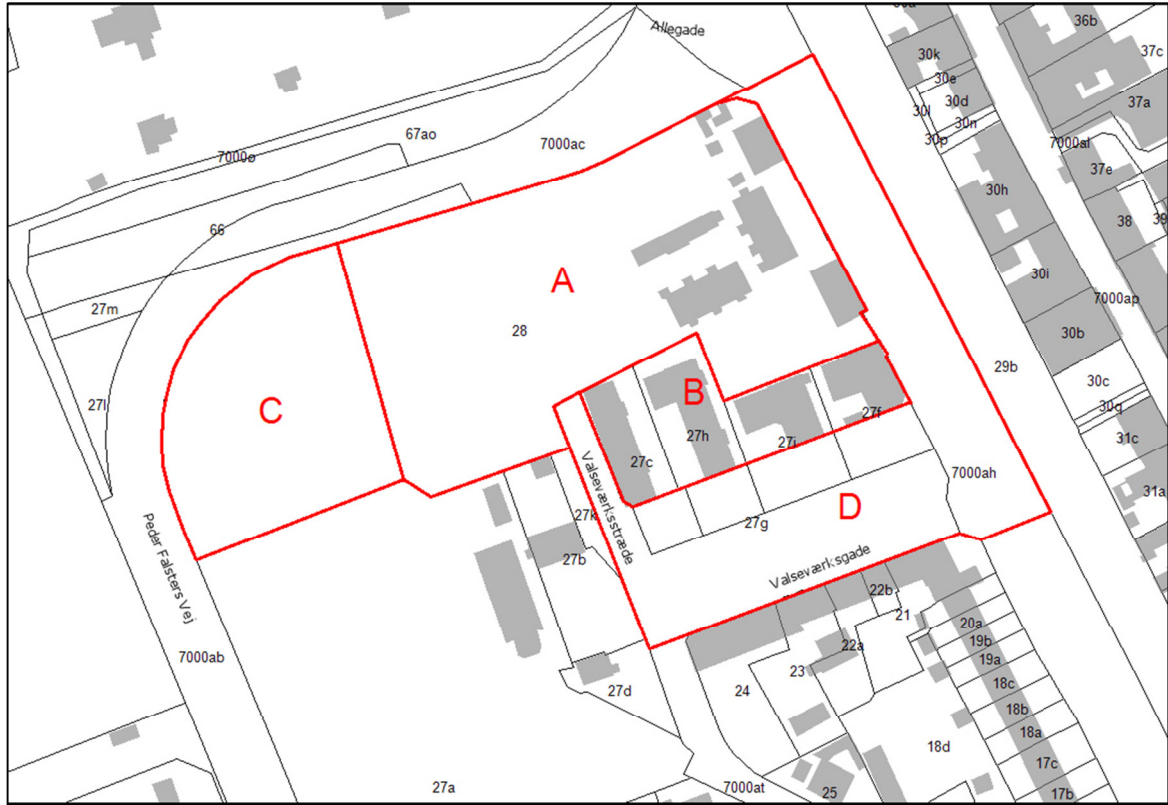 Allegade
36b
37c
30k
30e
30d
30l
30n
30p
37a
67ao
7000o
7000ac
7000al
37e
30h
38
39
66
A
30i
7000ap
27m
28
30b
29b
30c
30q
27l
C
B
27h
27f
27i
31c
27c
7000ah
31a
27k
27g
D
Valseværksstræde
Peder Falsters Vej
27b
Valseværksgade
22b
21
20a
19b
22a
19a
7000ab
23
18c
27d
24
18b
18a
18d
17c
27a
7000at
25
17b